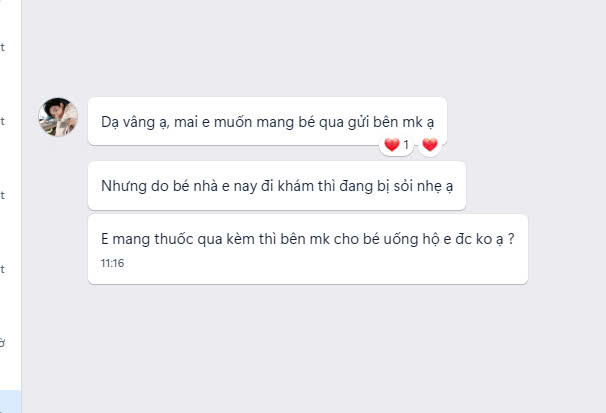 t
Dạ vâng ạ, mai e muốn mang bé qua gửi bên mk ạ
1
t
Nhưng do bé nhà e nay đi khám thì đang bị sỏi nhẹ ạ
t
E mang thuốc qua kèm thì bên mk cho bé uống hộ e đc ko ạ ?
11:16
t
ờ